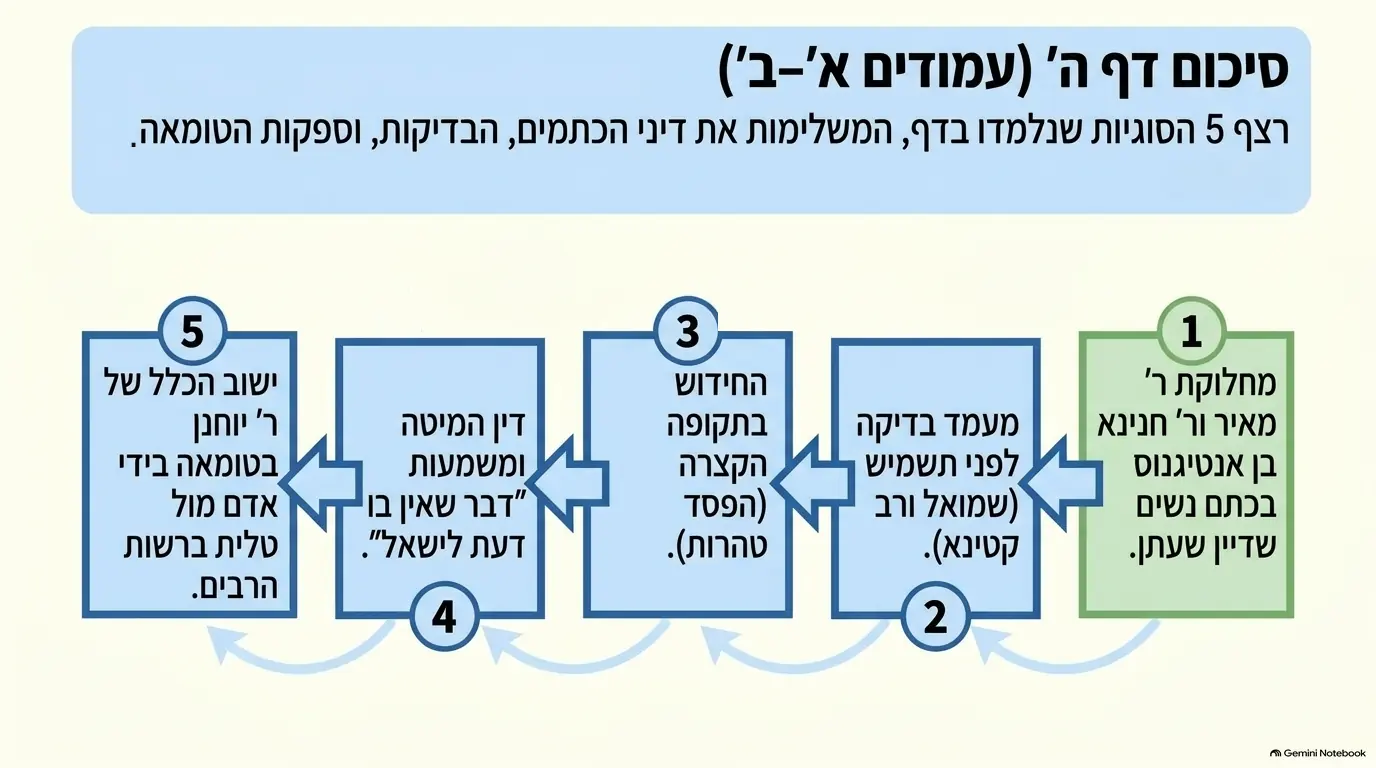 סיכום דף ה' (עמודים א'–ב')
רצף 5 הסוגיות שנלמדו בדף, המשלימות את דיני הכתמים, הבדיקות, וספקות הטומאה.
1
מחלוקת ר'
מאיר ור' חנינא
בן אנטיגנוס
בכתם נשים
שדיין שעתן.
מעמד בדיקה
לפני תשמיש
(שמואל ורב
קטינא).
2
3
החידוש
בתקופה
הקצרה
(הפסד
טהרות).
דין המיטה
ומשמעות
"דבר שאין בו
דעת לישאל".
4
5
ישוב הכלל של
ר' יוחנן
בטומאה בידי
אדם מול
טלית ברשות
הרבים.
Gemini Notebook